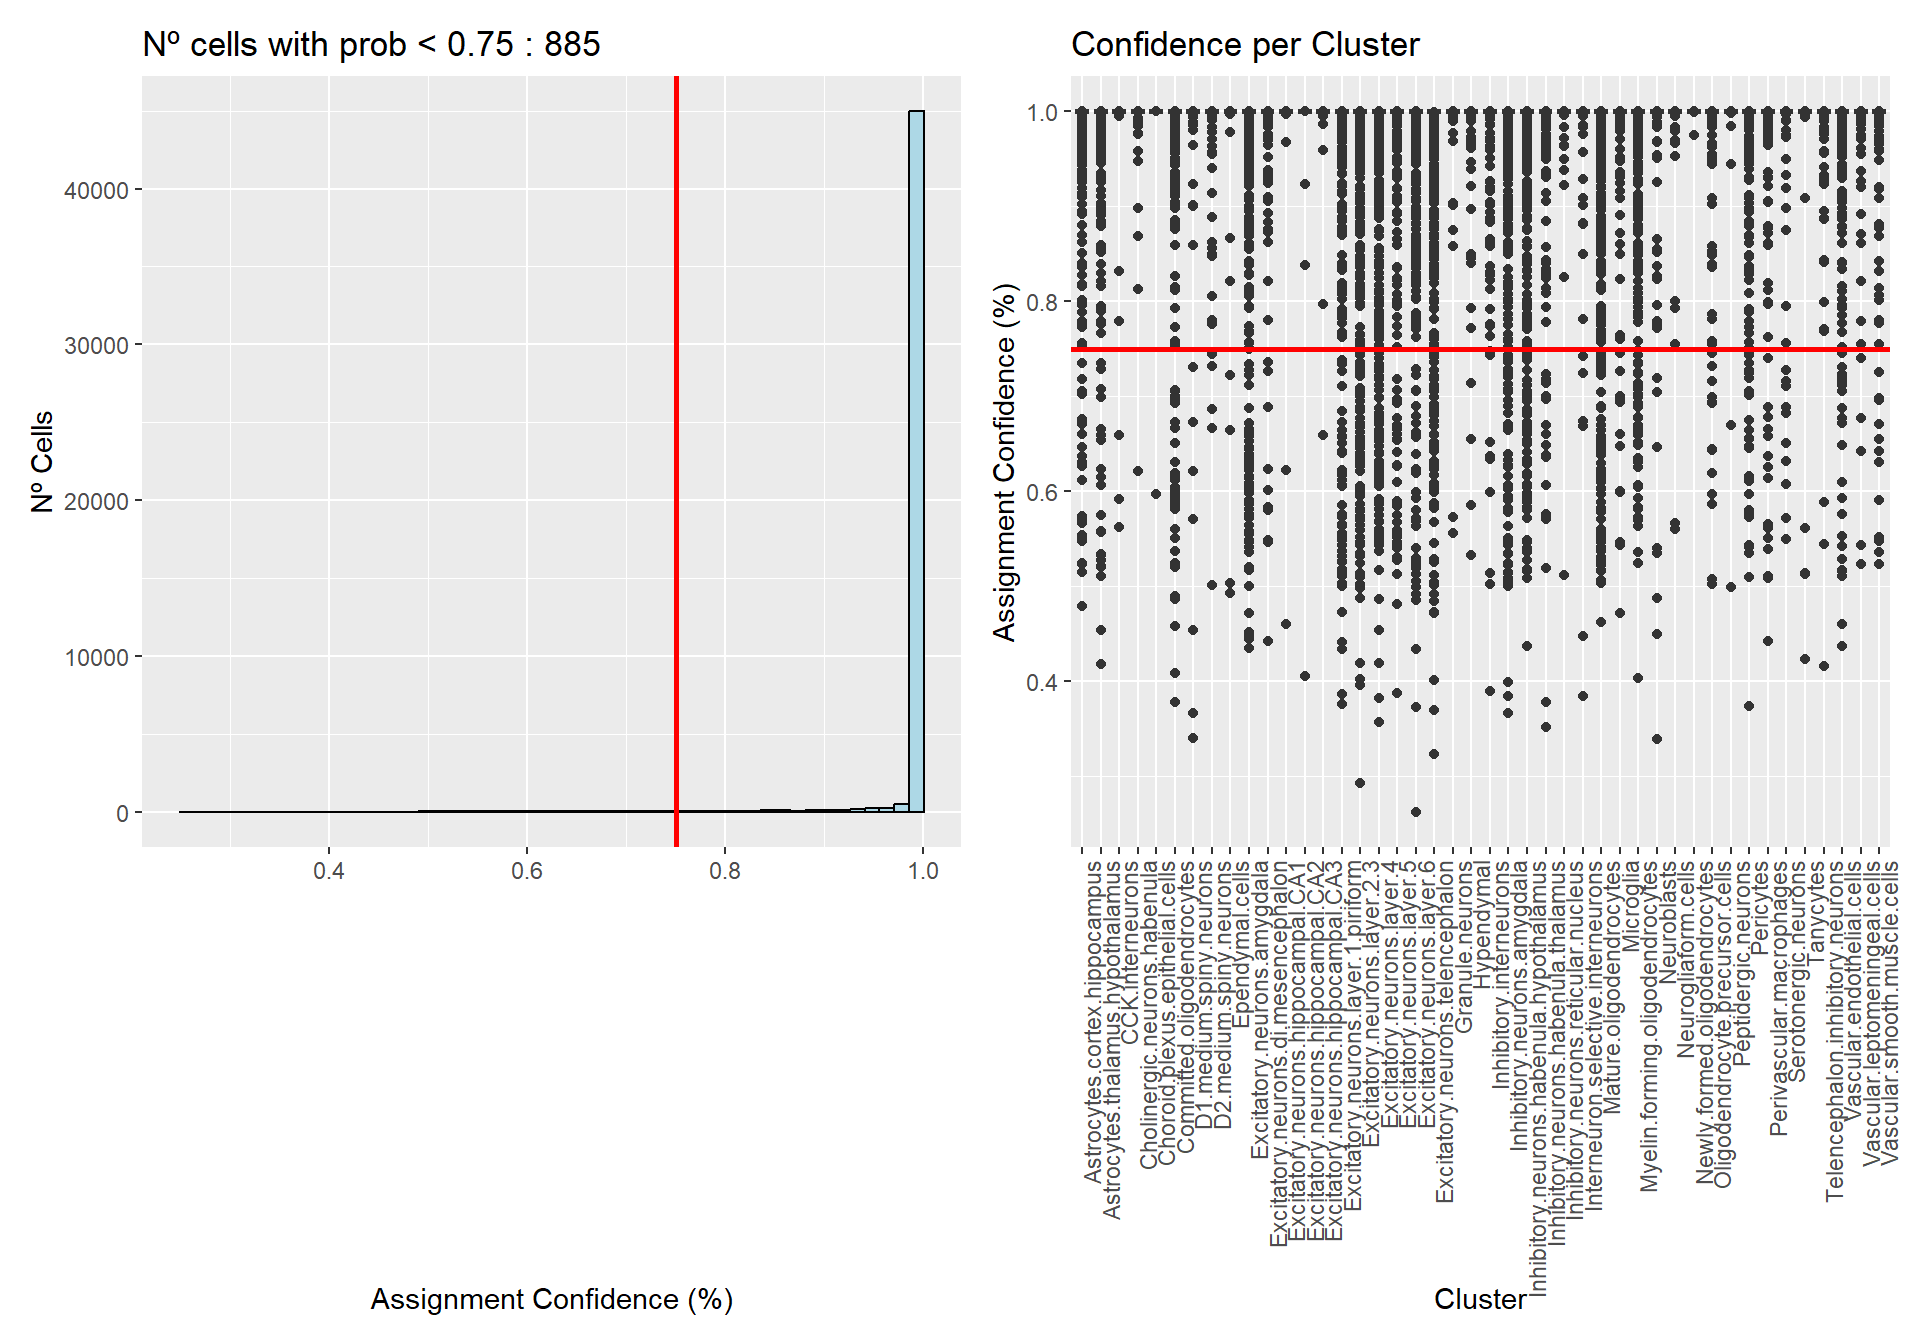 Nº cells with prob < 0.75 : 885
Nº Cells
40000
30000
20000
10000
0
0.4
0.6
0.8
1.0
Assignment Confidence (%)
Confidence per Cluster
Assignment Confidence (%)
1.0
0.8
0.6
0.4
Astrocytes.cortex.hippocampus
Astrocytes.thalamus.hypothalamus
CCK.Interneurons
Cholinergic.neurons.habenula
Choroid.plexus.epithelial.cells
Committed.oligodendrocytes
D1.medium.spiny.neurons
D2.medium.spiny.neurons
Ependymal.cells
Excitatory.neurons.amygdala
Excitatory.neurons.di.mesencephalon
Excitatory.neurons.hippocampal.CA1
Excitatory.neurons.hippocampal.CA2
Excitatory.neurons.hippocampal.CA3
Excitatory.neurons.layer.1.piriform
Excitatory.neurons.layer.2.3
Excitatory.neurons.layer.4
Excitatory.neurons.layer.5
Excitatory.neurons.layer.6
Excitatory.neurons.telencephalon
Granule.neurons
Hypendymal
Inhibitory.interneurons
Inhibitory.neurons.amygdala
Inhibitory.neurons.habenula.hypothalamus
Inhibitory.neurons.habenula.thalamus
Inhibitory.neurons.reticular.nucleus
Interneuron.selective.interneurons
Mature.oligodendrocytes
Microglia
Myelin.forming.oligodendrocytes
Neuroblasts
Neurogliaform.cells
Newly.formed.oligodendrocytes
Oligodendrocyte.precursor.cells
Peptidergic.neurons
Pericytes
Perivascular.macrophages
Serotonergic.neurons
Tanycytes
Telencephalon.inhibitory.neurons
Vascular.endothelial.cells
Vascular.leptomeningeal.cells
Vascular.smooth.muscle.cells
Cluster